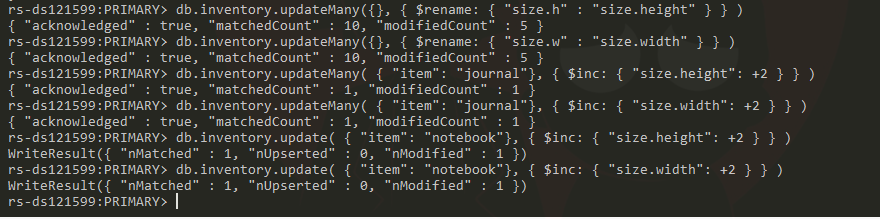 rs-ds121599:PRIMARY> db.inventory.updateMany({}, { $rename: { "size.h" : "size.height" } } )
{ "acknowledged" : true, "matchedCount" : 10, "modifiedCount" : 5 }
rs-ds121599:PRIMARY> db.inventory.updateMany({}, { $rename: { "size.w" : "size.width" } } )
{ "acknowledged" : true, "matchedCount" : 10, "modifiedCount" : 5 }
rs-ds121599:PRIMARY> db.inventory.updateMany( { "item": "journal"}, { $inc: { "size.height": +2 } } )
{ "acknowledged" : true, "matchedCount" : 1, "modifiedCount" : 1 }
rs-ds121599:PRIMARY> db.inventory.updateMany( { "item": "journal"}, { $inc: { "size.width": +2 } } )
{ "acknowledged" : true, "matchedCount" : 1, "modifiedCount" : 1 }
rs-ds121599:PRIMARY> db.inventory.update( { "item": "notebook"}, { $inc: { "size.height": +2 } } )
WriteResult({ "nMatched" : 1, "nUpserted" : 0, "nModified" : 1 })
rs-ds121599:PRIMARY> db.inventory.update( { "item": "notebook"}, { $inc: { "size.width": +2 } } )
WriteResult({ "nMatched" : 1, "nUpserted" : 0, "nModified" : 1 })
rs-ds121599:PRIMARY>